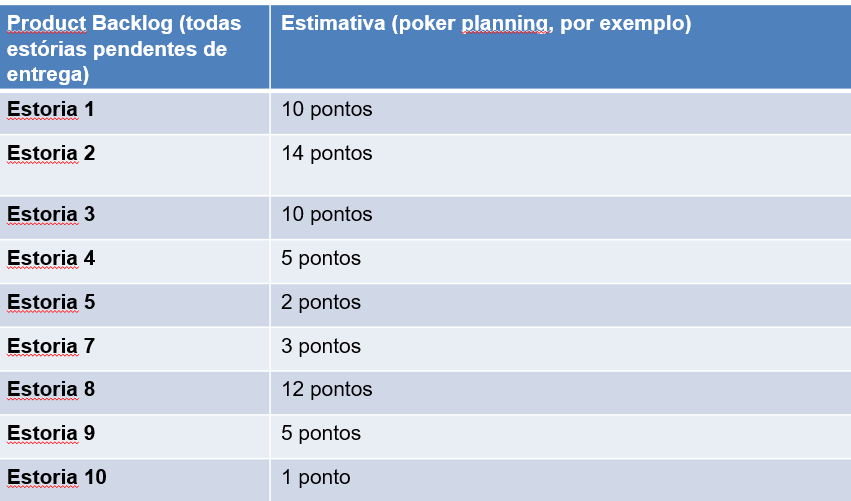 Product Backlog (todas
estórias pendentes de
entrega)
Estimativa (poker planning, por exemplo)
Estoria 1
10 pontos
Estoria 2
14 pontos
Estoria 3
10 pontos
Estoria 4
5 pontos
Estoria 5
2 pontos
Estoria 7
3 pontos
Estoria 8
12 pontos
Estoria 9
5 pontos
Estoria 10
1 ponto